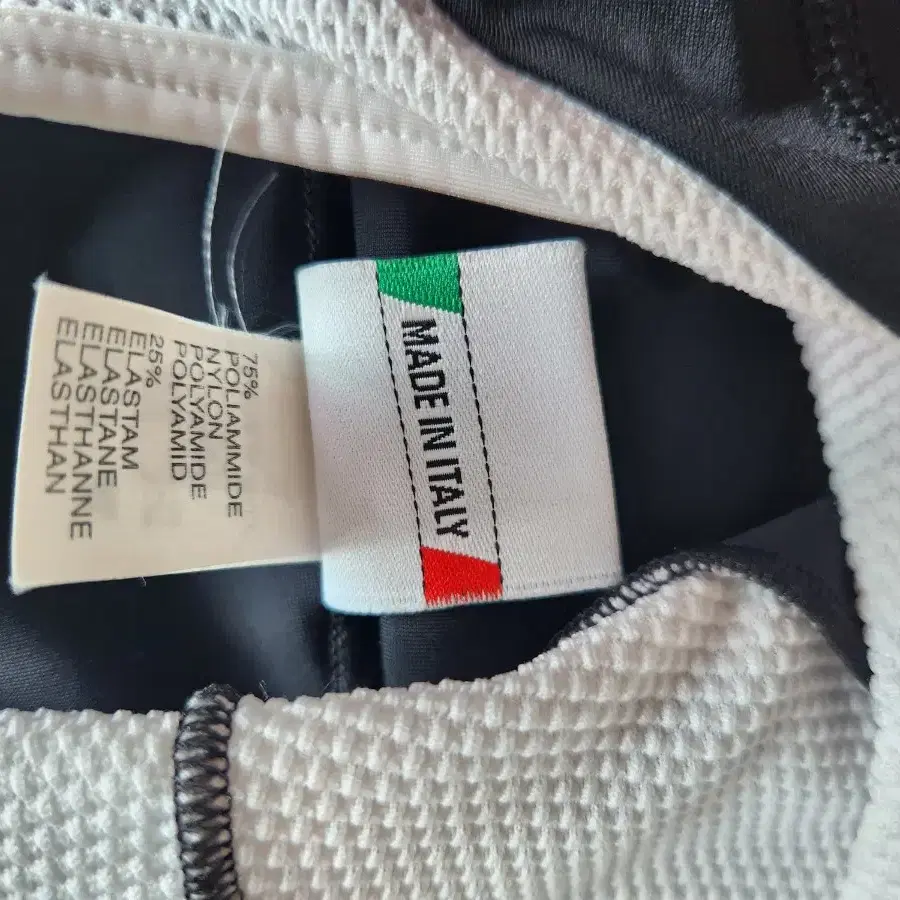 MADE IN ITALY
75%
POLIAMMIDE
NYLON
POLYAMIDE
POLYAMID
25%
ELASTAM
ELASTANE
ELASTHANNE
ELASTHAN